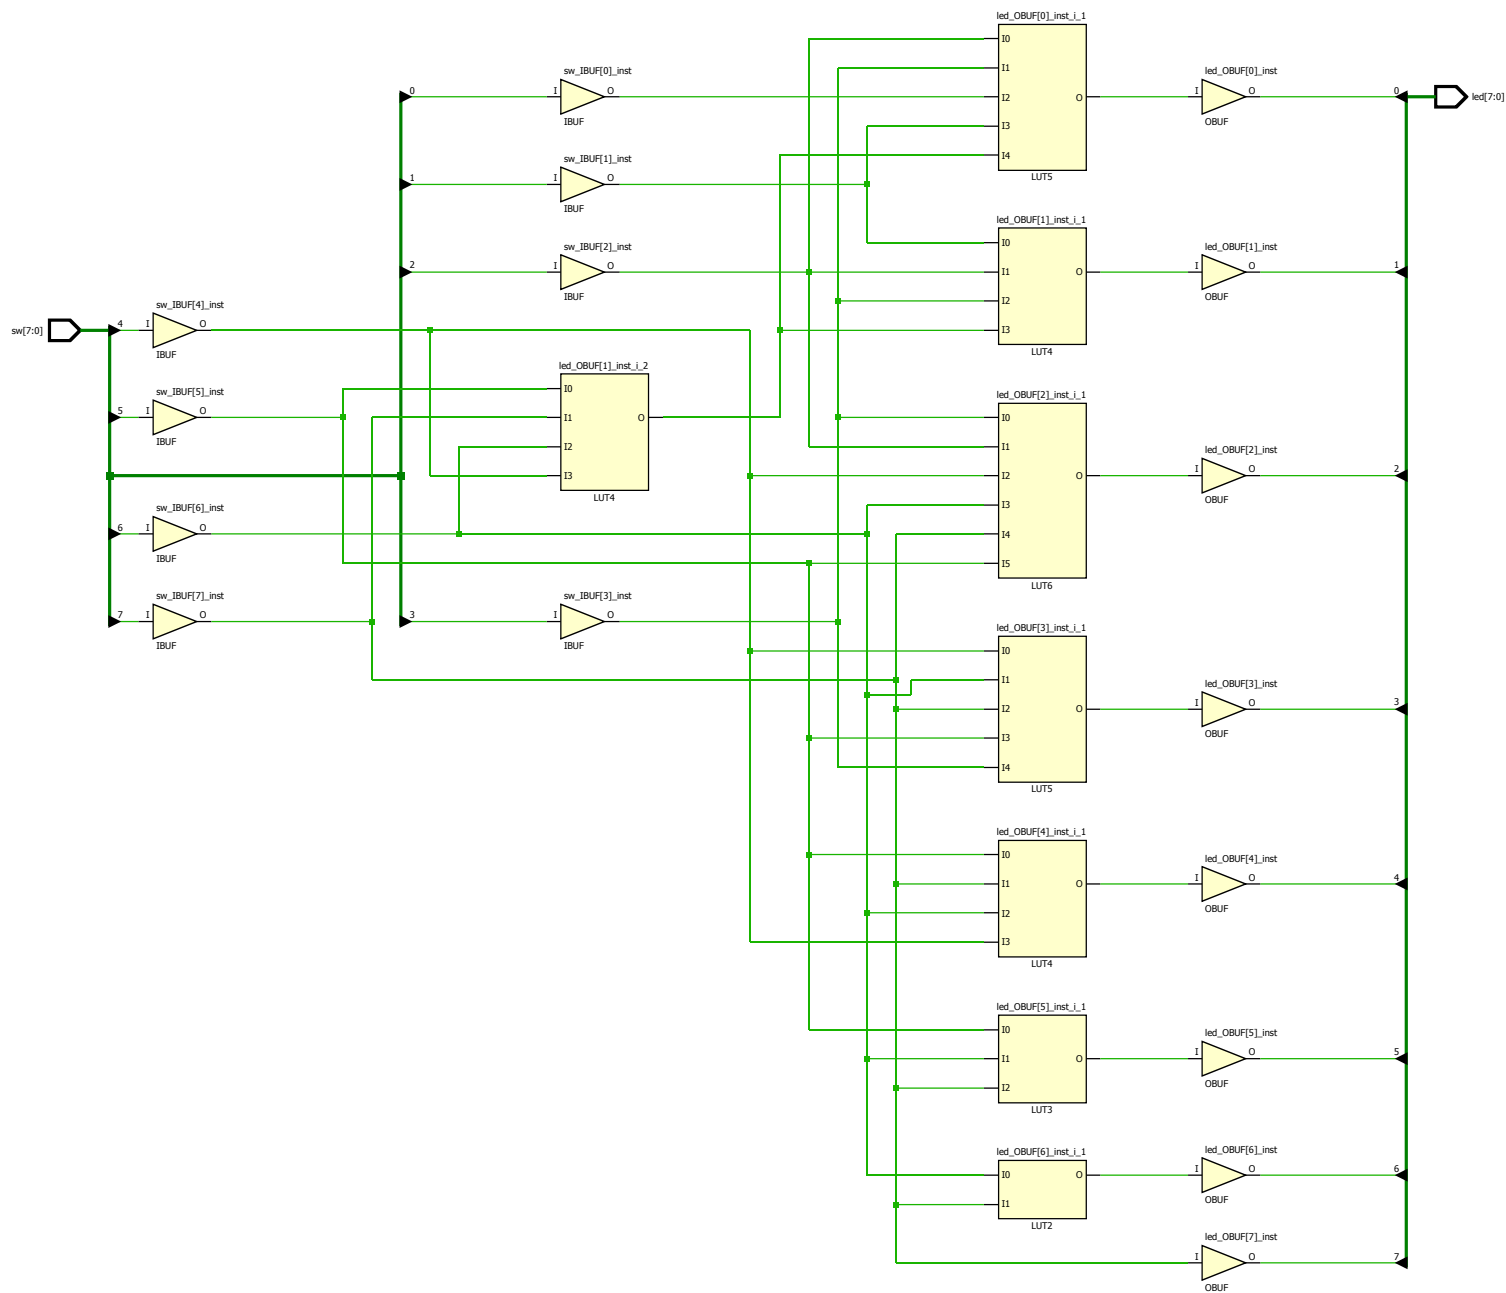 led_OBUF[0]_inst_i_1
I0
I1
I2
I3
I4
O
LUT5
sw_IBUF[0]_inst
0
I
O
IBUF
led_OBUF[0]_inst
I
O
OBUF
0
led[7:0]
sw_IBUF[1]_inst
1
I
O
IBUF
led_OBUF[1]_inst_i_1
I0
I1
I2
I3
O
LUT4
sw_IBUF[2]_inst
2
I
O
IBUF
led_OBUF[1]_inst
I
O
OBUF
1
sw[7:0]
4
sw_IBUF[4]_inst
I
O
IBUF
led_OBUF[1]_inst_i_2
I0
I1
I2
I3
O
LUT4
5
sw_IBUF[5]_inst
I
O
IBUF
led_OBUF[2]_inst_i_1
I0
I1
I2
I3
I4
I5
O
LUT6
led_OBUF[2]_inst
I
O
OBUF
2
6
sw_IBUF[6]_inst
I
O
IBUF
7
sw_IBUF[7]_inst
I
O
IBUF
3
sw_IBUF[3]_inst
I
O
IBUF
led_OBUF[3]_inst_i_1
I0
I1
I2
I3
I4
O
LUT5
led_OBUF[3]_inst
I
O
OBUF
3
led_OBUF[4]_inst_i_1
I0
I1
I2
I3
O
LUT4
led_OBUF[4]_inst
I
O
OBUF
4
led_OBUF[5]_inst_i_1
I0
I1
I2
O
LUT3
led_OBUF[5]_inst
I
O
OBUF
5
led_OBUF[6]_inst_i_1
I0
I1
O
LUT2
led_OBUF[6]_inst
I
O
OBUF
6
led_OBUF[7]_inst
I
O
OBUF
7